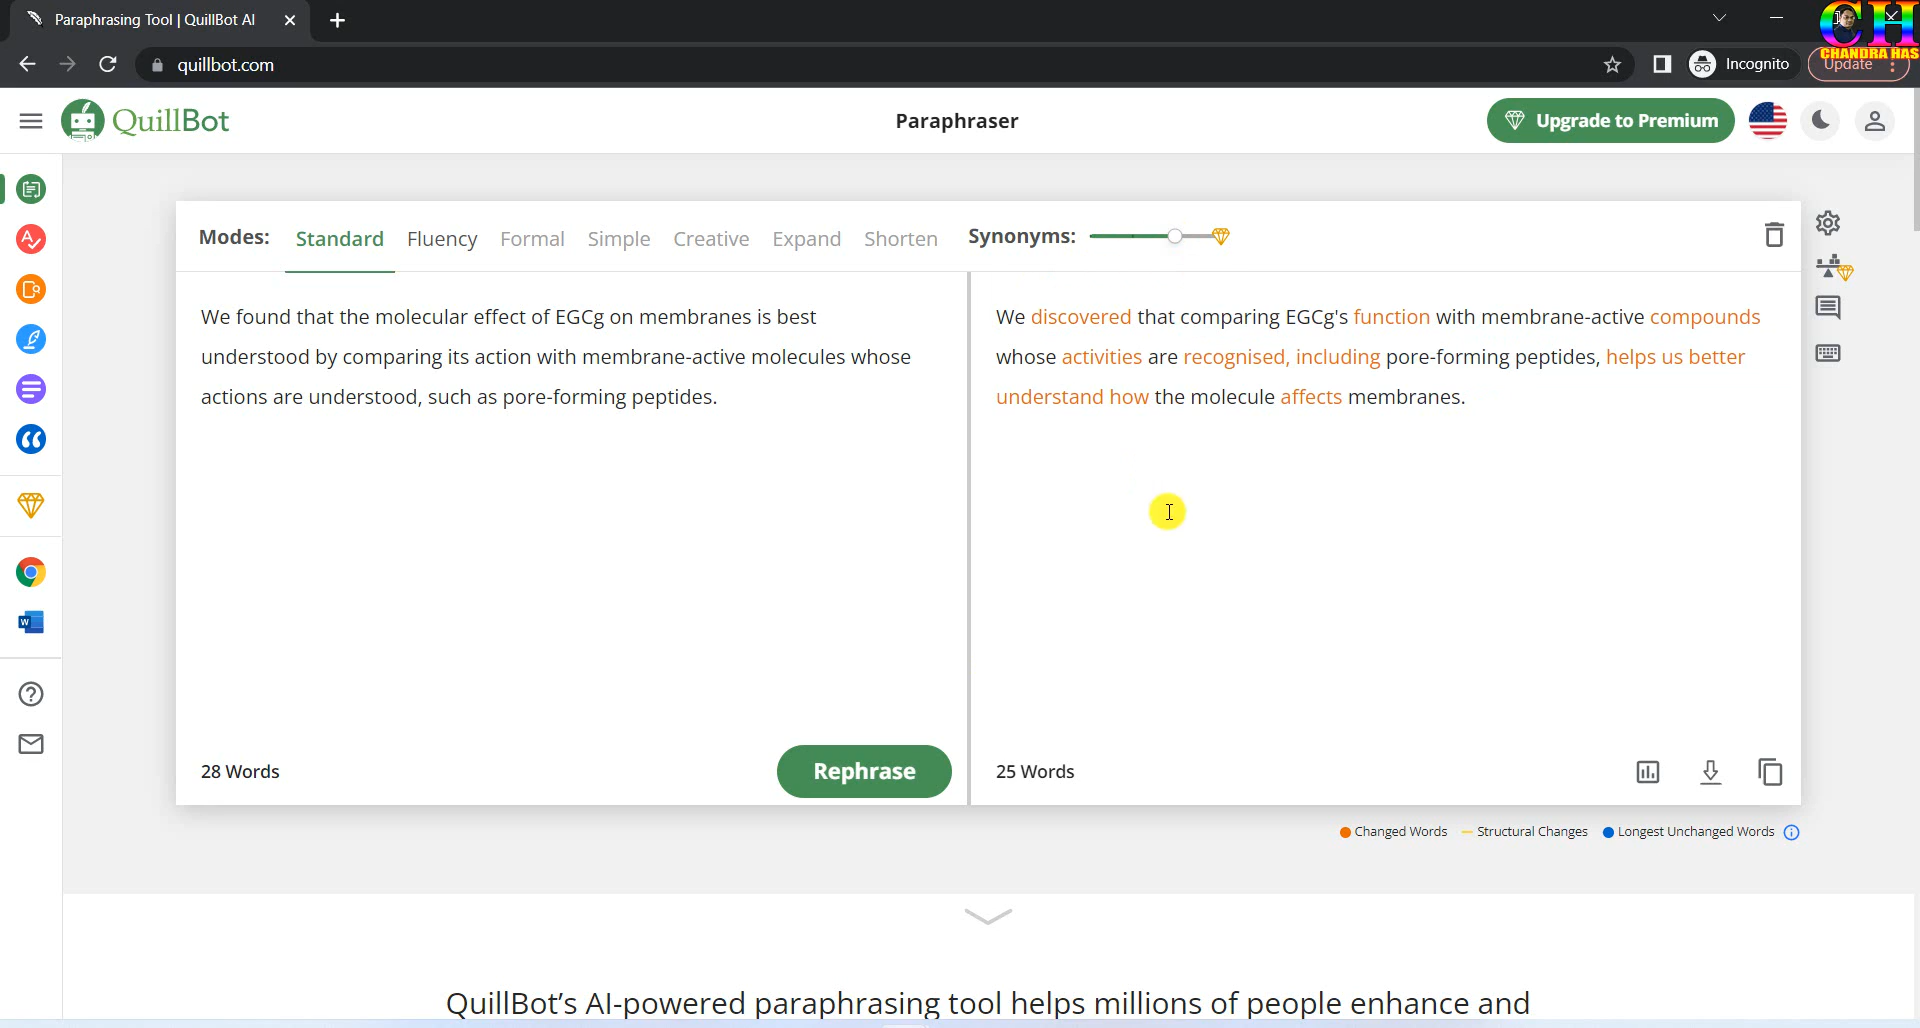 Paraphrasing Tool | QuillBot AI
quillbot.com
Incognito
Update
CH
CHANDRA HAS
QuillBot
Paraphraser
Upgrade to Premium
Modes: Standard Fluency Formal Simple Creative Expand Shorten Synonyms:
We found that the molecular effect of EGCg on membranes is best
understood by comparing its action with membrane-active molecules whose
actions are understood, such as pore-forming peptides.
We discovered that comparing EGCg's function with membrane-active compounds
whose activities are recognised, including pore-forming peptides, helps us better
understand how the molecule affects membranes.
28 Words
Rephrase
25 Words
Changed Words Structural Changes Longest Unchanged Words
QuillBot's AI-powered paraphrasing tool helps millions of people enhance and